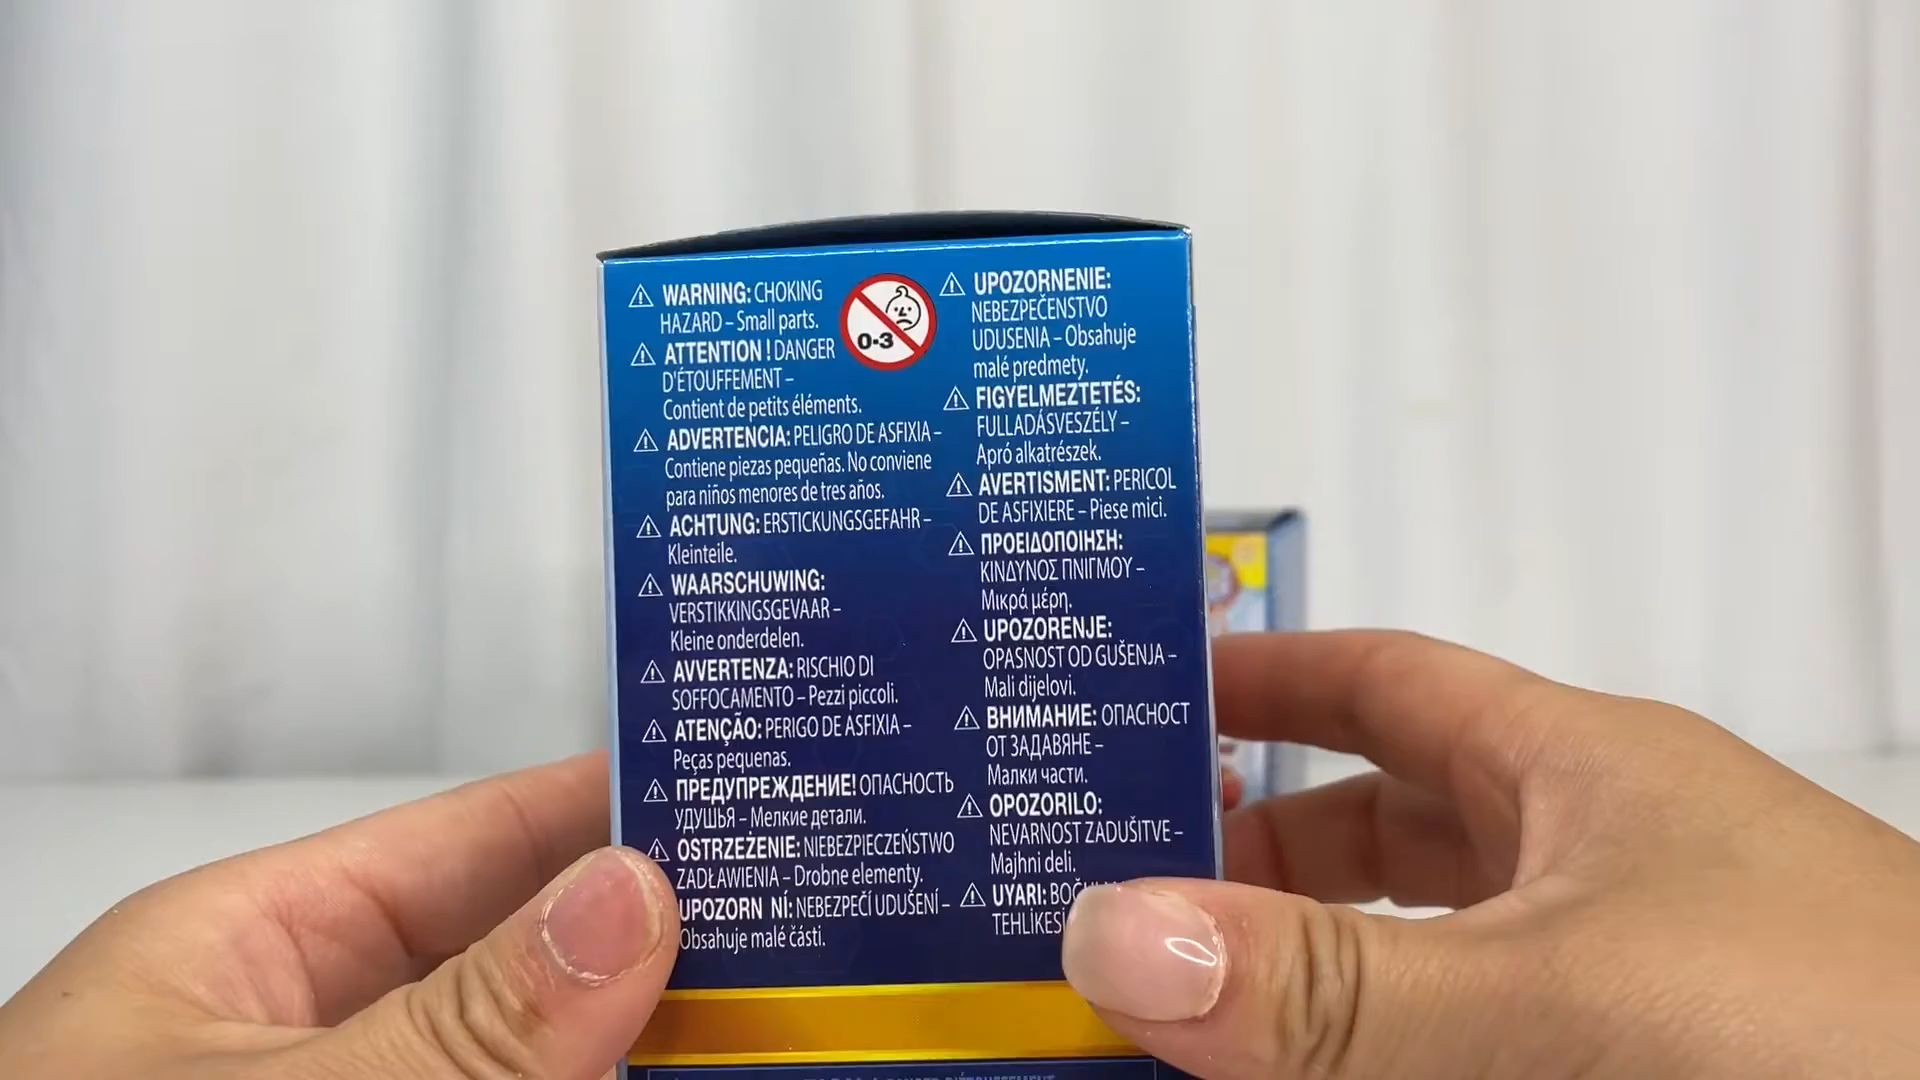 WARNING: CHOKING
HAZARD – Small parts.
ATTENTION ! DANGER
D'ÉTOUFFEMENT –
Contient de petits éléments.
ADVERTENCIA: PELIGRO DE ASFIXIA –
Contiene piezas pequeñas. No conviene
para niños menores de tres años.
ACHTUNG: ERSTICKUNGSGEFAHR –
Kleinteile.
WAARSCHUWING:
VERSTIKKINGSGEVAAR –
Kleine onderdelen.
AVVERTENZA: RISCHIO DI
SOFFOCAMENTO – Pezzi piccoli.
ATENÇÃO: PERIGO DE ASFIXIA –
Peças pequenas.
ПРЕДУПРЕЖДЕНИЕ! ОПАСНОСТЬ
УДУШЬЯ – Мелкие детали.
OSTRZEŻENIE: NIEBEZPIECZEŃSTWO
ZADŁAWIENIA – Drobne elementy.
UPOZORN NÍ: NEBEZPEČÍ UDUŠENÍ –
Obsahuje malé části.
0-3
UPOZORNENIE:
NEBEZPEČENSTVO
UDUSENIA – Obsahuje
malé predmety.
FIGYELMEZTETÉS:
FULLADÁSVESZÉLY –
Apró alkatrészek.
AVERTISMENT: PERICOL
DE ASFIXIERE – Piese mici.
ΠΡΟΕΙΔΟΠΟΙΗΣΗ:
ΚΙΝΔΥΝΟΣ ΠΝΙΓΜΟΥ –
Μικρά μέρη.
UPOZORENJE:
OPASNOST OD GUŠENJA –
Mali dijelovi.
ВНИМАНИЕ: ОПАСНОСТ
ОТ ЗАДАВЯНЕ –
Малки части.
OPOZORILO:
NEVARNOST ZADUŠITVE –
Majhni deli.
UYARI: